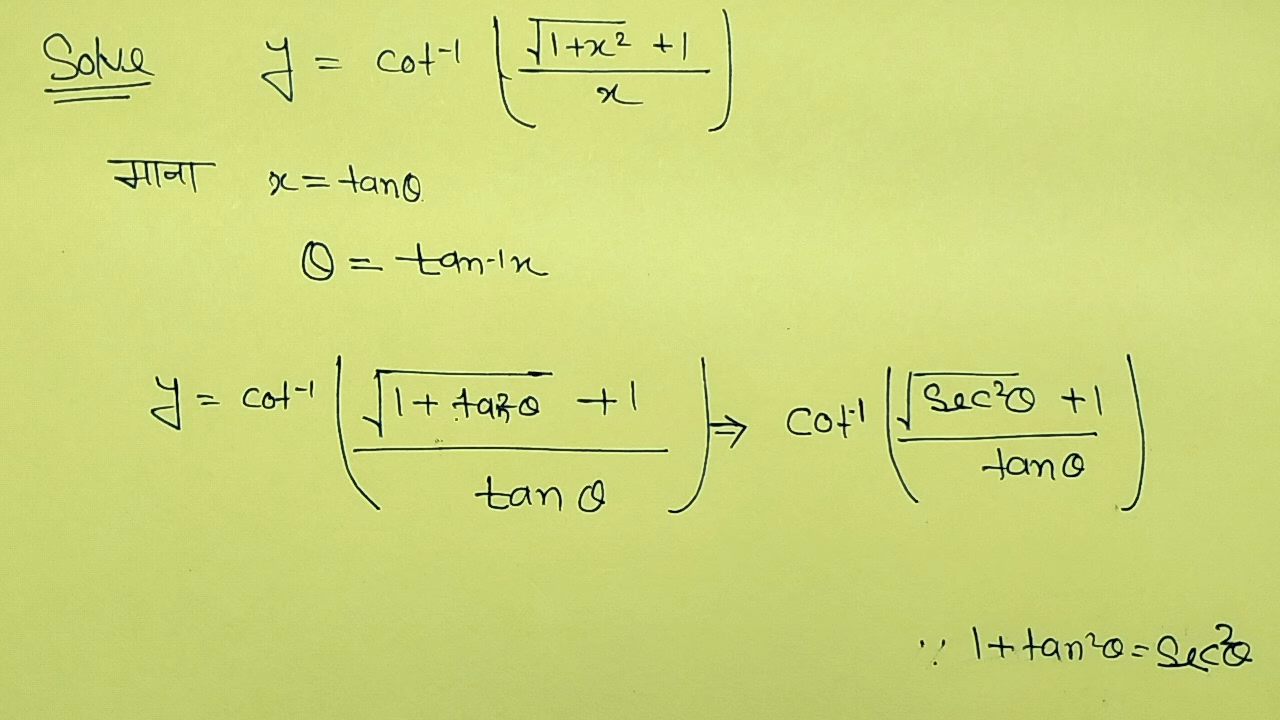 Solve y = cot-1 (√1+x² +1 / x)
माना x = tanθ
θ = tan-1x
y = cot-1 (√1+tan²θ +1 / tanθ) ⇒ cot-1 (√Sec²θ +1 / tanθ)
∵ 1+tan²θ = Sec²θ